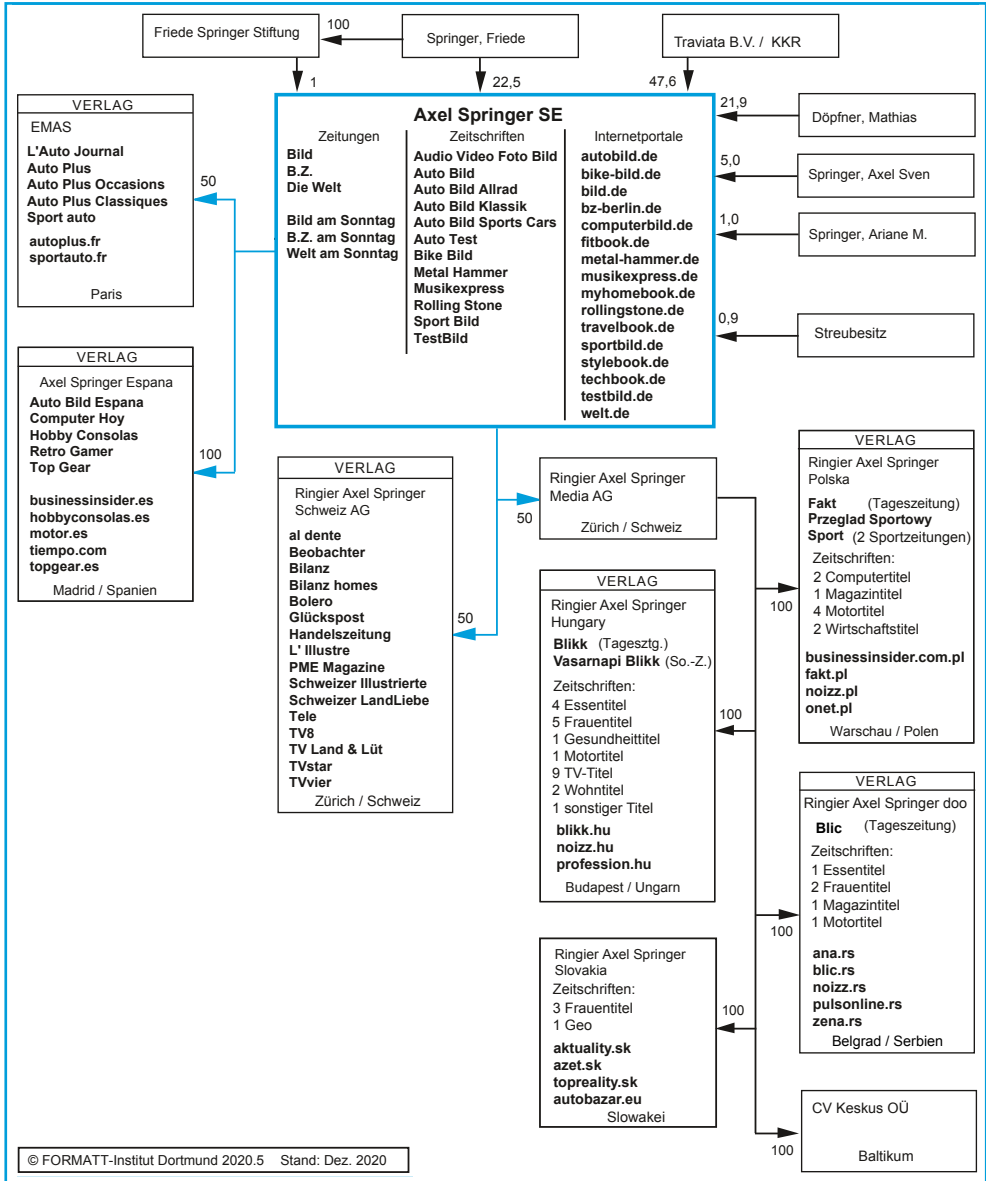 Friede Springer Stiftung
100
Springer, Friede
Traviata B.V. / KKR
1
22,5
47,6
VERLAG
EMAS
L'Auto Journal
Auto Plus
Auto Plus Occasions
Auto Plus Classiques
Sport auto
autoplus.fr
sportauto.fr
Paris
50
Axel Springer SE
Zeitungen
Bild
B.Z.
Die Welt
Bild am Sonntag
B.Z. am Sonntag
Welt am Sonntag
Zeitschriften
Audio Video Foto Bild
Auto Bild
Auto Bild Allrad
Auto Bild Klassik
Auto Bild Sports Cars
Auto Test
Bike Bild
Metal Hammer
Musikexpress
Rolling Stone
Sport Bild
TestBild
Internetportale
autobild.de
bike-bild.de
bild.de
bz-berlin.de
computerbild.de
fitbook.de
metal-hammer.de
musikexpress.de
myhomebook.de
rollingstone.de
travelbook.de
sportbild.de
stylebook.de
techbook.de
testbild.de
welt.de
21,9
Döpfner, Mathias
5,0
Springer, Axel Sven
1,0
Springer, Ariane M.
0,9
Streubesitz
VERLAG
Axel Springer Espana
Auto Bild Espana
Computer Hoy
Hobby Consolas
Retro Gamer
Top Gear
businessinsider.es
hobbyconsolas.es
motor.es
tiempo.com
topgear.es
Madrid / Spanien
100
VERLAG
Ringier Axel Springer
Schweiz AG
al dente
Beobachter
Bilanz
Bilanz homes
Bolero
Glückspost
Handelszeitung
L' Illustre
PME Magazine
Schweizer Illustrierte
Schweizer LandLiebe
Tele
TV8
TV Land & Lüt
TVstar
TVvier
Zürich / Schweiz
50
Ringier Axel Springer
Media AG
Zürich / Schweiz
50
VERLAG
Ringier Axel Springer
Polska
Fakt (Tageszeitung)
Przeglad Sportowy
Sport (2 Sportzeitungen)
Zeitschriften:
2 Computertitel
1 Magazintitel
4 Motortitel
2 Wirtschaftstitel
businessinsider.com.pl
fakt.pl
noizz.pl
onet.pl
Warschau / Polen
100
VERLAG
Ringier Axel Springer
Hungary
Blikk (Tagesztg.)
Vasarnapi Blikk (So.-Z.)
Zeitschriften:
4 Essentitel
5 Frauentitel
1 Gesundheittitel
1 Motortitel
9 TV-Titel
2 Wohntitel
1 sonstiger Titel
blikk.hu
noizz.hu
profession.hu
Budapest / Ungarn
100
VERLAG
Ringier Axel Springer doo
Blic (Tageszeitung)
Zeitschriften:
1 Essentitel
2 Frauentitel
1 Magazintitel
1 Motortitel
ana.rs
blic.rs
noizz.rs
pulsonline.rs
zena.rs
Belgrad / Serbien
100
Ringier Axel Springer
Slovakia
Zeitschriften:
3 Frauentitel
1 Geo
aktuality.sk
azet.sk
topreality.sk
autobazar.eu
Slowakei
100
CV Keskus OÜ
Baltikum
100
© FORMATT-Institut Dortmund 2020.5 Stand: Dez. 2020